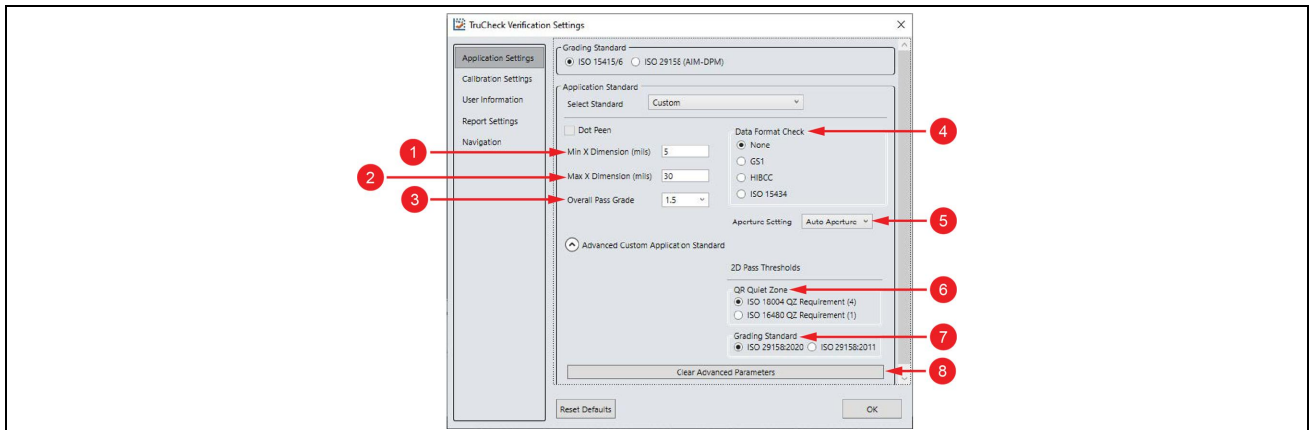 TruCheck Verification Settings
Application Settings
Calibration Settings
User Information
Report Settings
Navigation
Grading Standard
ISO 15415/6 ISO 29158 (AIM-DPM)
Application Standard
Select Standard Custom
Dot Peen
1 Min X Dimension (mils) 5
2 Max X Dimension (mils) 30
3 Overall Pass Grade 1.5
Data Format Check 4
None
GS1
HIBCC
ISO 15434
Aperture Setting Auto Aperture 5
Advanced Custom Application Standard
2D Pass Thresholds
QR Quiet Zone 6
ISO 18004 QZ Requirement (4)
ISO 16480 QZ Requirement (1)
Grading Standard 7
ISO 29158:2020 ISO 29158:2011
Clear Advanced Parameters 8
Reset Defaults OK